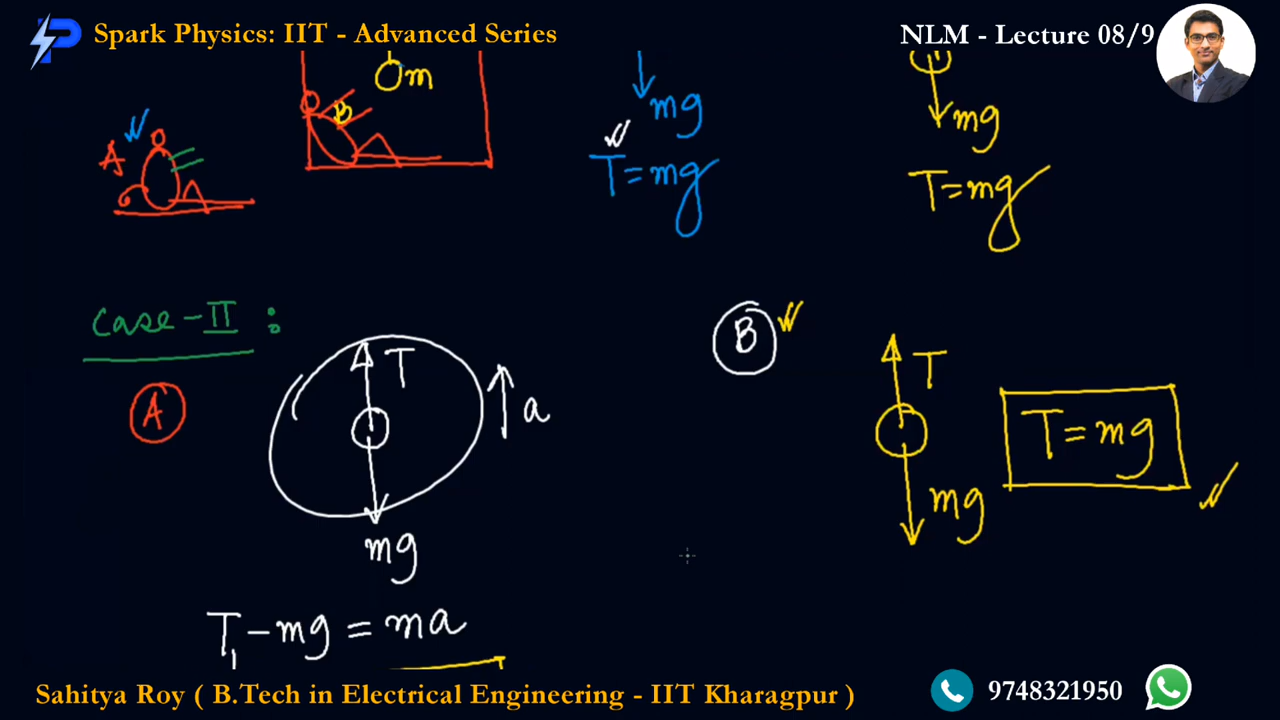 Spark Physics: IIT - Advanced Series
NLM - Lecture 08/9
m
B
A
mg
T=mg
mg
T=mg
Case-II :
A
T
a
mg
T₁-mg = ma
B
T
mg
T=mg
Sahitya Roy ( B.Tech in Electrical Engineering - IIT Kharagpur )
9748321950